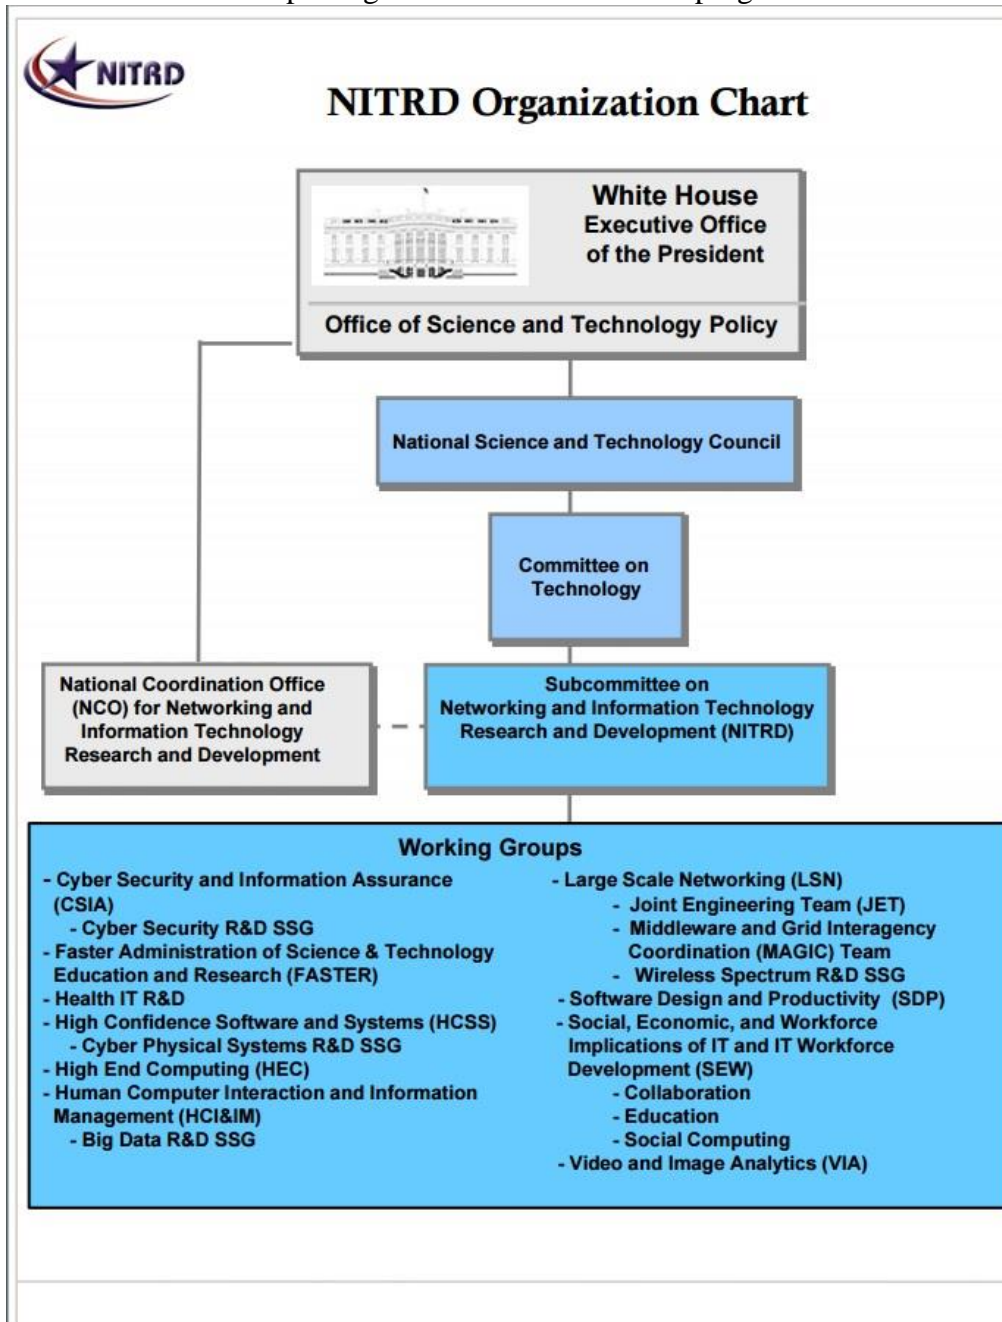 NITRD
NITRD Organization Chart
White House
Executive Office
of the President
Office of Science and Technology Policy
National Science and Technology Council
Committee on
Technology
National Coordination Office
(NCO) for Networking and
Information Technology
Research and Development
Subcommittee on
Networking and Information Technology
Research and Development (NITRD)
Working Groups
- Cyber Security and Information Assurance
(CSIA)
- Cyber Security R&D SSG
- Faster Administration of Science & Technology
Education and Research (FASTER)
- Health IT R&D
- High Confidence Software and Systems (HCSS)
- Cyber Physical Systems R&D SSG
- High End Computing (HEC)
- Human Computer Interaction and Information
Management (HCI&IM)
- Big Data R&D SSG
- Large Scale Networking (LSN)
- Joint Engineering Team (JET)
- Middleware and Grid Interagency
Coordination (MAGIC) Team
- Wireless Spectrum R&D SSG
- Software Design and Productivity (SDP)
- Social, Economic, and Workforce
Implications of IT and IT Workforce
Development (SEW)
- Collaboration
- Education
- Social Computing
- Video and Image Analytics (VIA)